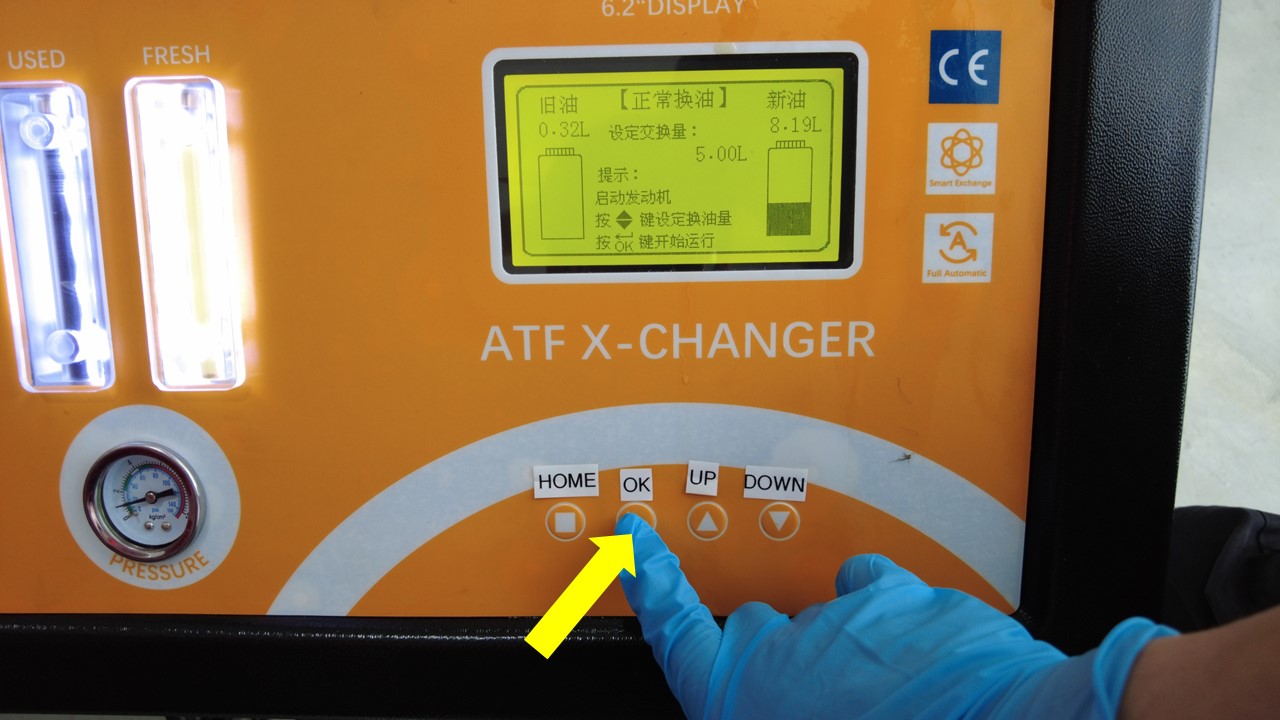 6.2"DISPLAY
USED
FRESH
旧油 【正常换油】 新油
0.32L 设定交换量: 8.19L
5.00L
提示:
启动发动机
按 键设定换油量
按 OK 键开始运行
CE
Smart Exchange
A
Full Automatic
ATF X-CHANGER
HOME OK UP DOWN
kg/cm²
PRESSURE